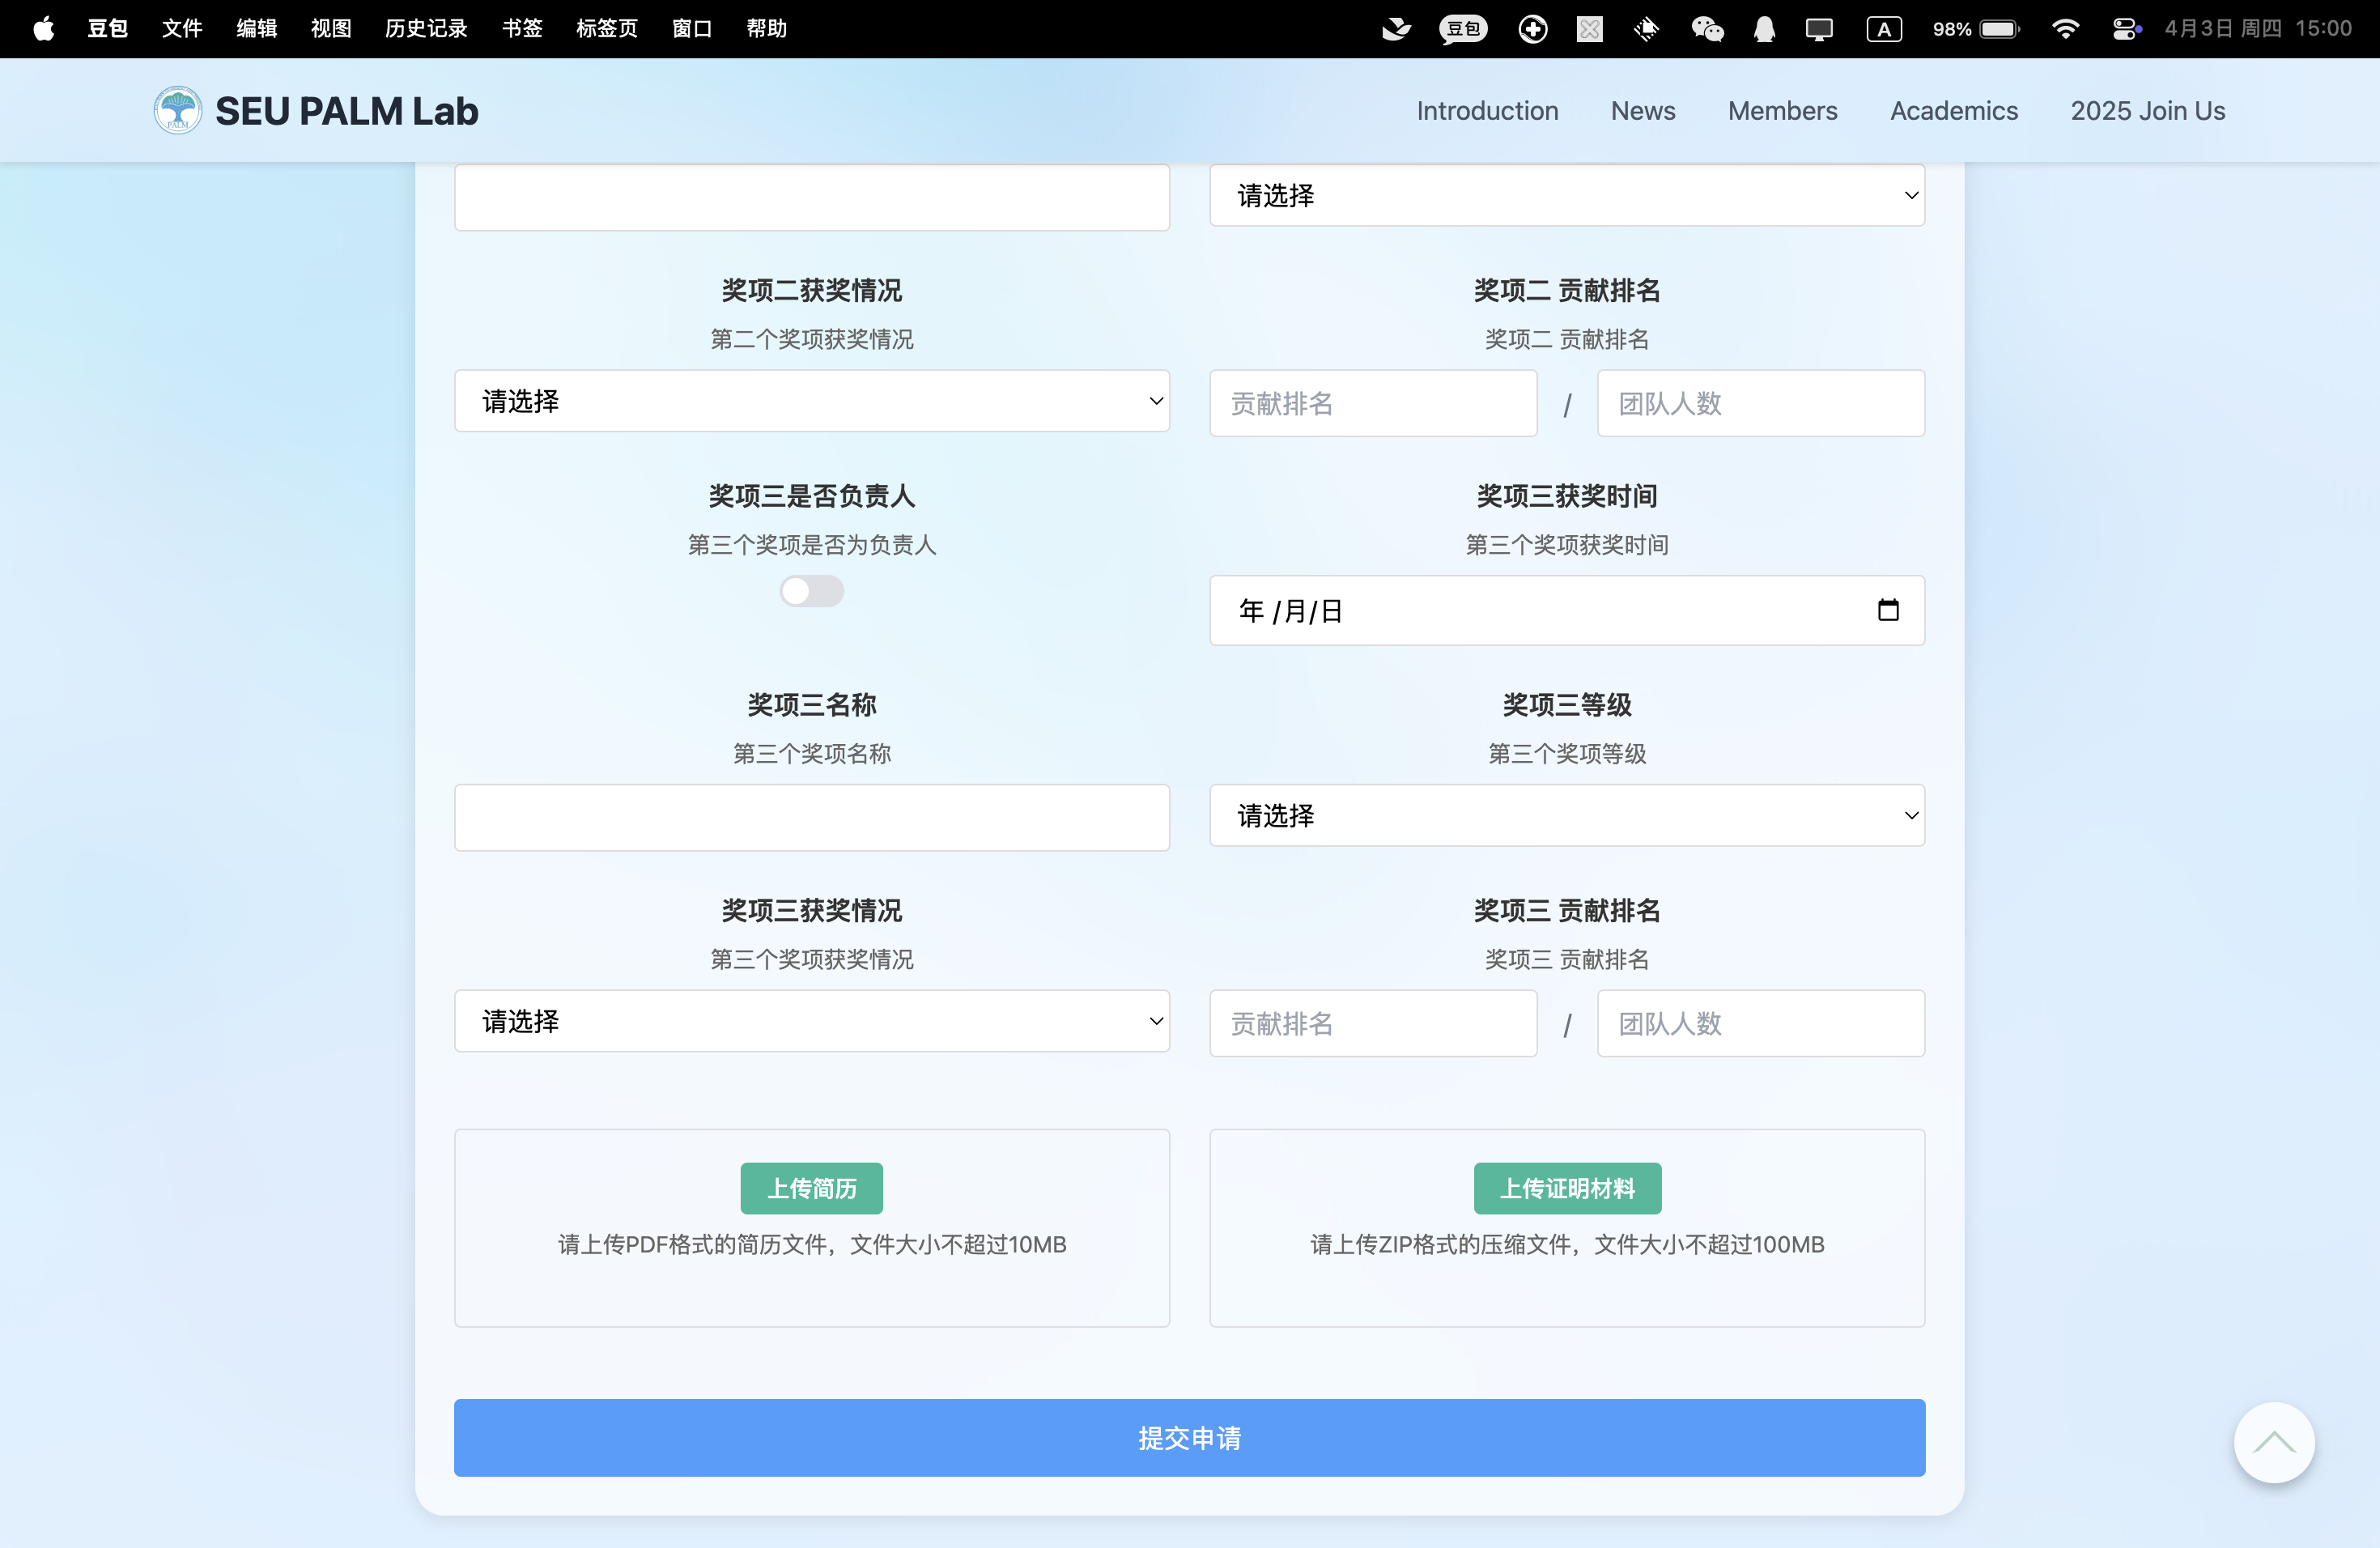 豆包 文件 编辑 视图 历史记录 书签 标签页 窗口 帮助 豆包 A 98% 4月3日 周四 15:00
PALM SEU PALM Lab Introduction News Members Academics 2025 Join Us
请选择
奖项二获奖情况 奖项二 贡献排名
第二个奖项获奖情况 奖项二 贡献排名
请选择 贡献排名 / 团队人数
奖项三是否负责人 奖项三获奖时间
第三个奖项是否为负责人 第三个奖项获奖时间
年 /月/日
奖项三名称 奖项三等级
第三个奖项名称 第三个奖项等级
请选择
奖项三获奖情况 奖项三 贡献排名
第三个奖项获奖情况 奖项三 贡献排名
请选择 贡献排名 / 团队人数
上传简历 上传证明材料
请上传PDF格式的简历文件，文件大小不超过10MB 请上传ZIP格式的压缩文件，文件大小不超过100MB
提交申请